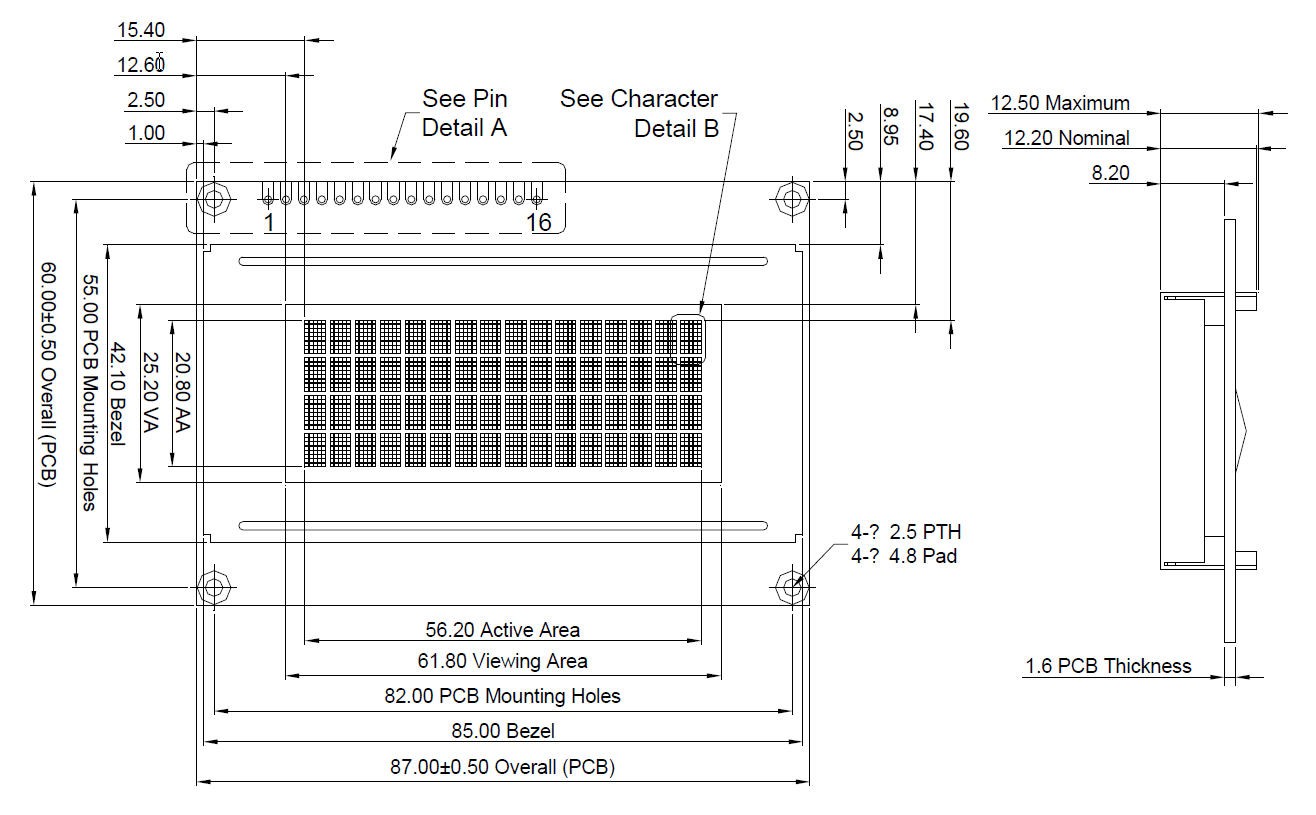 15.40
12.60
2.50
1.00
See Pin
Detail A
See Character
Detail B
2.50
8.95
17.40
19.60
12.50 Maximum
12.20 Nominal
8.20
1
16
60.00±0.50 Overall (PCB)
55.00 PCB Mounting Holes
42.10 Bezel
25.20 VA
20.80 AA
4-? 2.5 PTH
4-? 4.8 Pad
56.20 Active Area
61.80 Viewing Area
82.00 PCB Mounting Holes
85.00 Bezel
87.00±0.50 Overall (PCB)
1.6 PCB Thickness